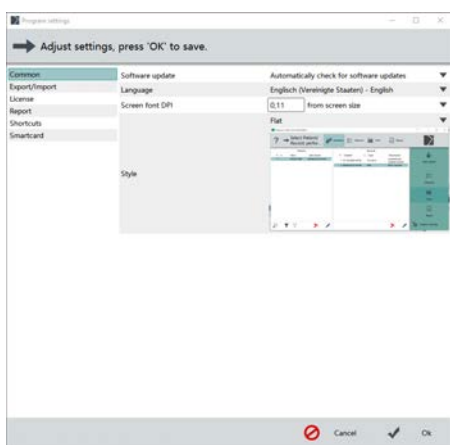 Program settings
Adjust settings, press 'OK' to save.
Common
Software update
Automatically check for software updates
Export/Import
Language
Englisch (Vereinigte Staaten) - English
License
Report
Screen font DPI
0;11
from screen size
Shortcuts
Smartcard
Style
Flat
Select Patient/
Cancel
Ok